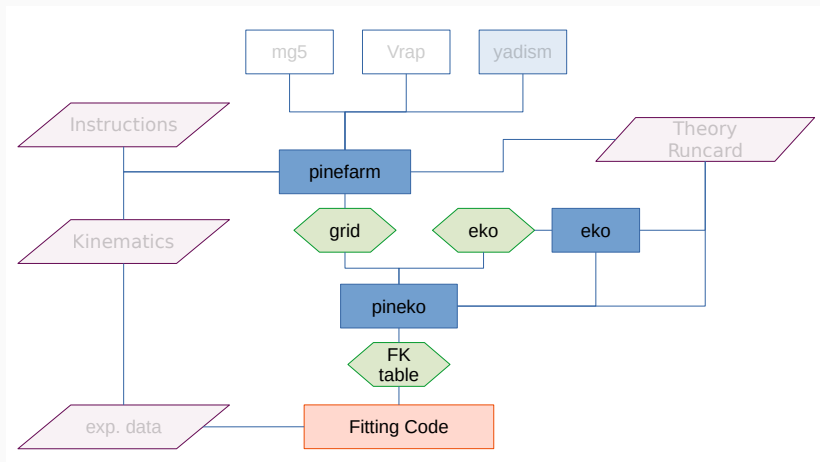 mg5
Vrap
yadism
Instructions
Theory
Runcard
pinefarm
Kinematics
grid
eko
eko
pineko
FK
table
exp. data
Fitting Code